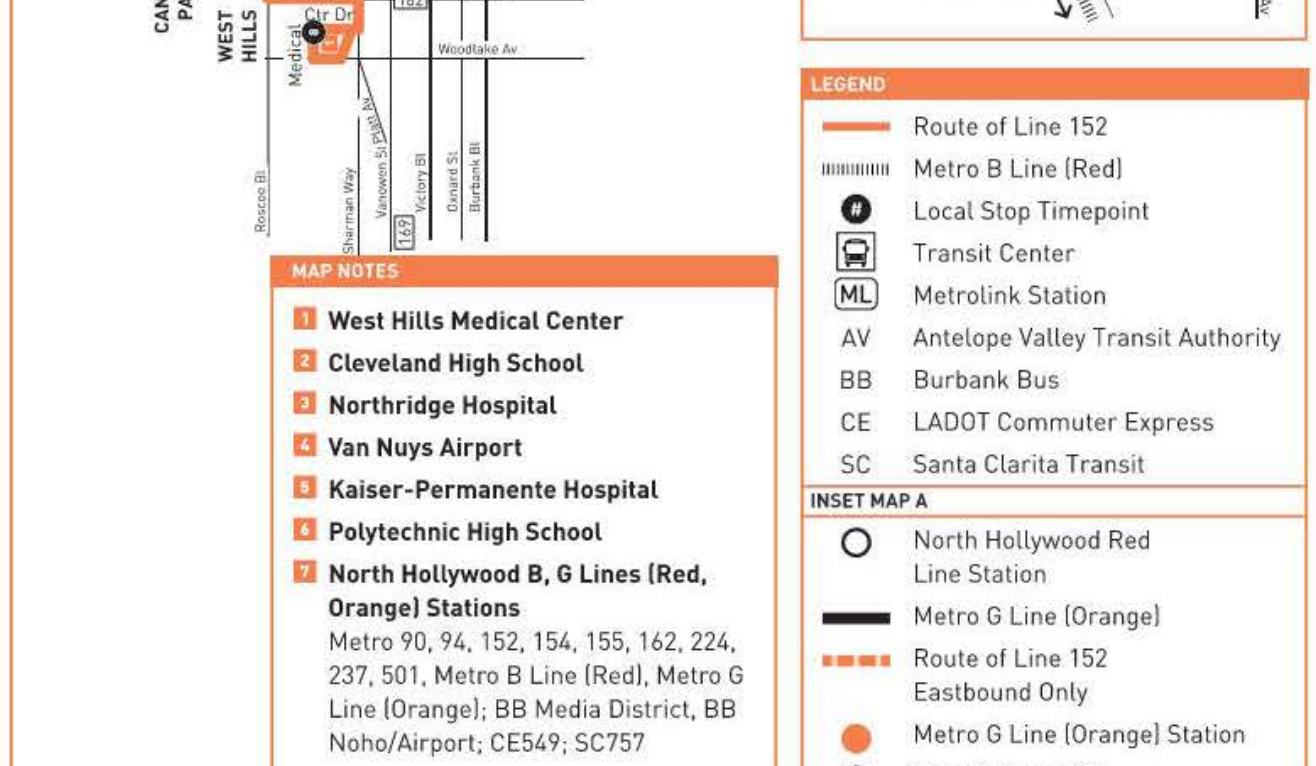 CAN
PA
WEST
HILLS
Medical
Ctr Dr
8
162
Woodlake Av
Platt Av
Roscoe Bl
Sherman Way
Vanowen St
Victory Bl
Oxnard St
Burbank Bl
169
MAP NOTES
1 West Hills Medical Center
2 Cleveland High School
3 Northridge Hospital
4 Van Nuys Airport
5 Kaiser-Permanente Hospital
6 Polytechnic High School
7 North Hollywood B, G Lines (Red,
Orange) Stations
Metro 90, 94, 152, 154, 155, 162, 224,
237, 501, Metro B Line (Red), Metro G
Line (Orange); BB Media District, BB
Noho/Airport; CE549; SC757
Av
LEGEND
Route of Line 152
Metro B Line (Red)
# Local Stop Timepoint
Transit Center
ML Metrolink Station
AV Antelope Valley Transit Authority
BB Burbank Bus
CE LADOT Commuter Express
SC Santa Clarita Transit
INSET MAP A
North Hollywood Red
Line Station
Metro G Line (Orange)
Route of Line 152
Eastbound Only
Metro G Line (Orange) Station